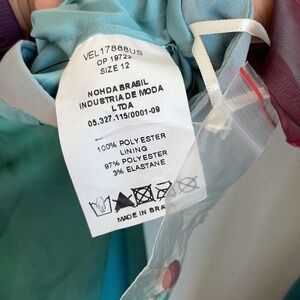 VEL17868US
OP 19729
SIZE 12
NOHDA BRASIL
INDUSTRIA DE MODA
LTDA
05.327.115/0001-09
100% POLYESTER
LINING
97% POLYESTER
3% ELASTANE
MADE IN BRA